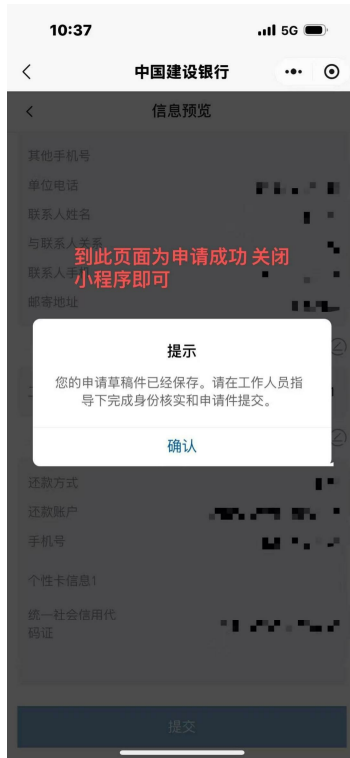 10:37
5G
中国建设银行
信息预览
其他手机号
单位电话
联系人姓名
与联系人关系
到此页面为申请成功 关闭
联系人手机
小程序即可
邮寄地址
提示
您的申请草稿件已经保存。请在工作人员指
导下完成身份核实和申请件提交。
确认
还款方式
还款账户
手机号
个性卡信息1
统一社会信用代
码证
提交